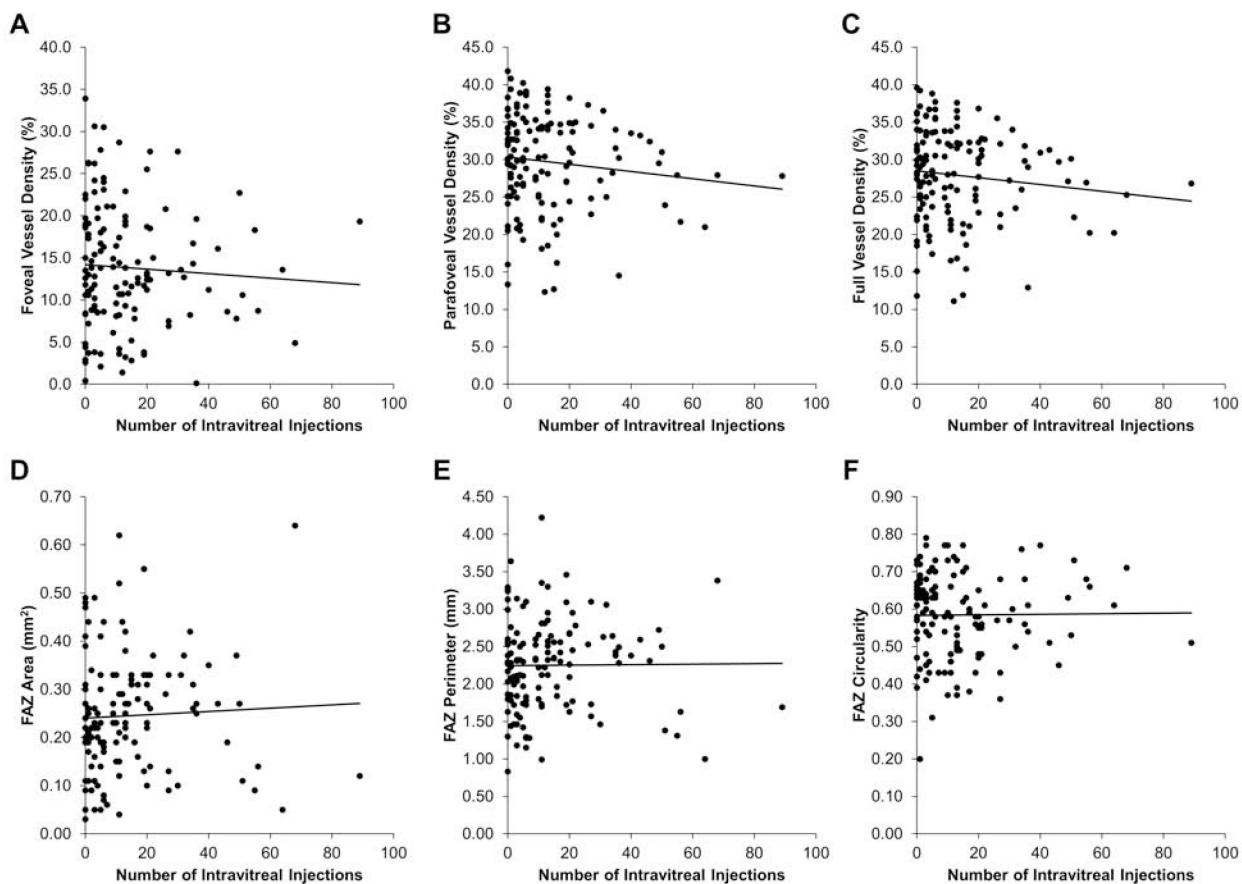 A
Foveal Vessel Density (%)
40.0
35.0
30.0
25.0
20.0
15.0
10.0
5.0
0.0
0 20 40 60 80 100
Number of Intravitreal Injections
B
Parafoveal Vessel Density (%)
45.0
40.0
35.0
30.0
25.0
20.0
15.0
10.0
5.0
0.0
0 20 40 60 80 100
Number of Intravitreal Injections
C
Full Vessel Density (%)
45.0
40.0
35.0
30.0
25.0
20.0
15.0
10.0
5.0
0.0
0 20 40 60 80 100
Number of Intravitreal Injections
D
FAZ Area (mm²)
0.70
0.60
0.50
0.40
0.30
0.20
0.10
0.00
0 20 40 60 80 100
Number of Intravitreal Injections
E
FAZ Perimeter (mm)
4.50
4.00
3.50
3.00
2.50
2.00
1.50
1.00
0.50
0.00
0 20 40 60 80 100
Number of Intravitreal Injections
F
FAZ Circularity
0.90
0.80
0.70
0.60
0.50
0.40
0.30
0.20
0.10
0.00
0 20 40 60 80 100
Number of Intravitreal Injections